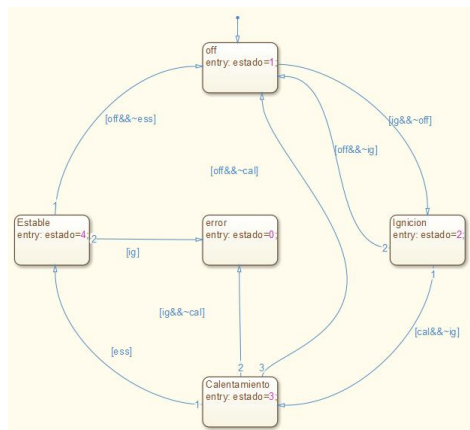 off
entry: estado=1;
[off&&~ess]
[ig&&~off]
[off&&~ig]
[off&&~cal]
1
Estable
entry: estado=4;
2
[ig]
error
entry: estado=0;
Ignicion
entry: estado=2;
2
1
[ig&&~cal]
[cal&&~ig]
[ess]
2
3
Calentamiento
entry: estado=3;
1